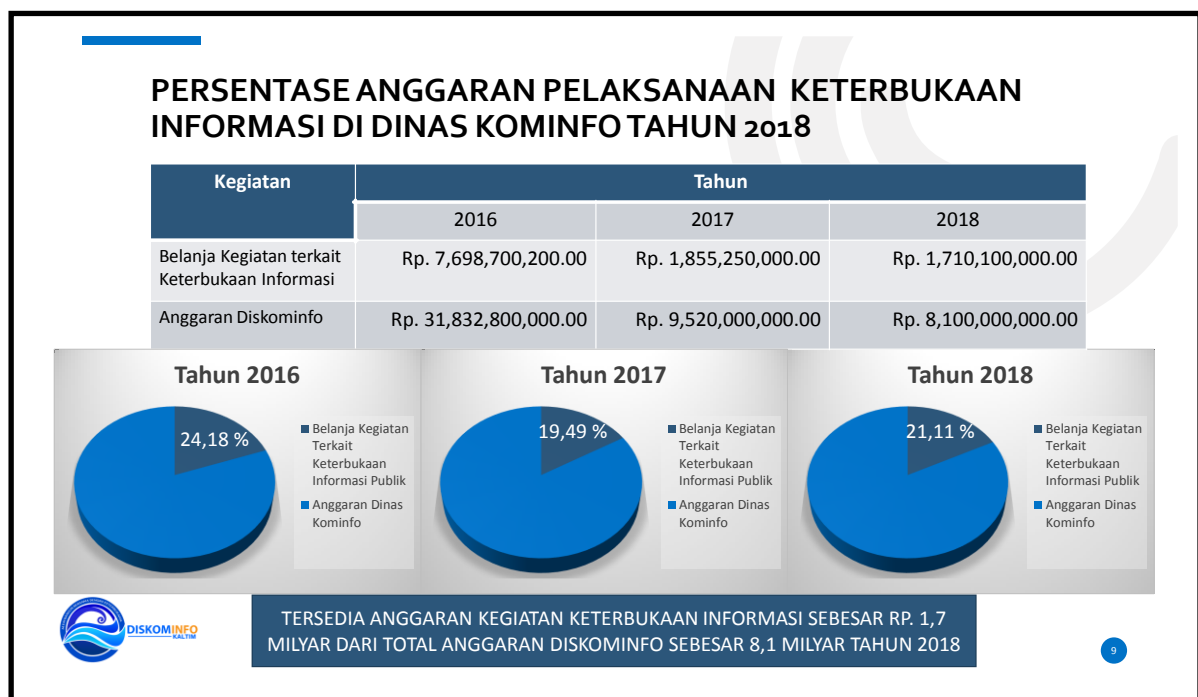 PERSENTASE ANGGARAN PELAKSANAAN KETERBUKAAN
INFORMASI DI DINAS KOMINFO TAHUN 2018
Kegiatan
Tahun
2016
2017
2018
Belanja Kegiatan terkait
Keterbukaan Informasi
Rp. 7,698,700,200.00
Rp. 1,855,250,000.00
Rp. 1,710,100,000.00
Anggaran Diskominfo
Rp. 31,832,800,000.00
Rp. 9,520,000,000.00
Rp. 8,100,000,000.00
Tahun 2016
24,18 %
Belanja Kegiatan
Terkait
Keterbukaan
Informasi Publik
Anggaran Dinas
Kominfo
Tahun 2017
19,49 %
Belanja Kegiatan
Terkait
Keterbukaan
Informasi Publik
Anggaran Dinas
Kominfo
Tahun 2018
21,11 %
Belanja Kegiatan
Terkait
Keterbukaan
Informasi Publik
Anggaran Dinas
Kominfo
DISKOMINFO
KALTIM
TERSEDIA ANGGARAN KEGIATAN KETERBUKAAN INFORMASI SEBESAR RP. 1,7
MILYAR DARI TOTAL ANGGARAN DISKOMINFO SEBESAR 8,1 MILYAR TAHUN 2018
9